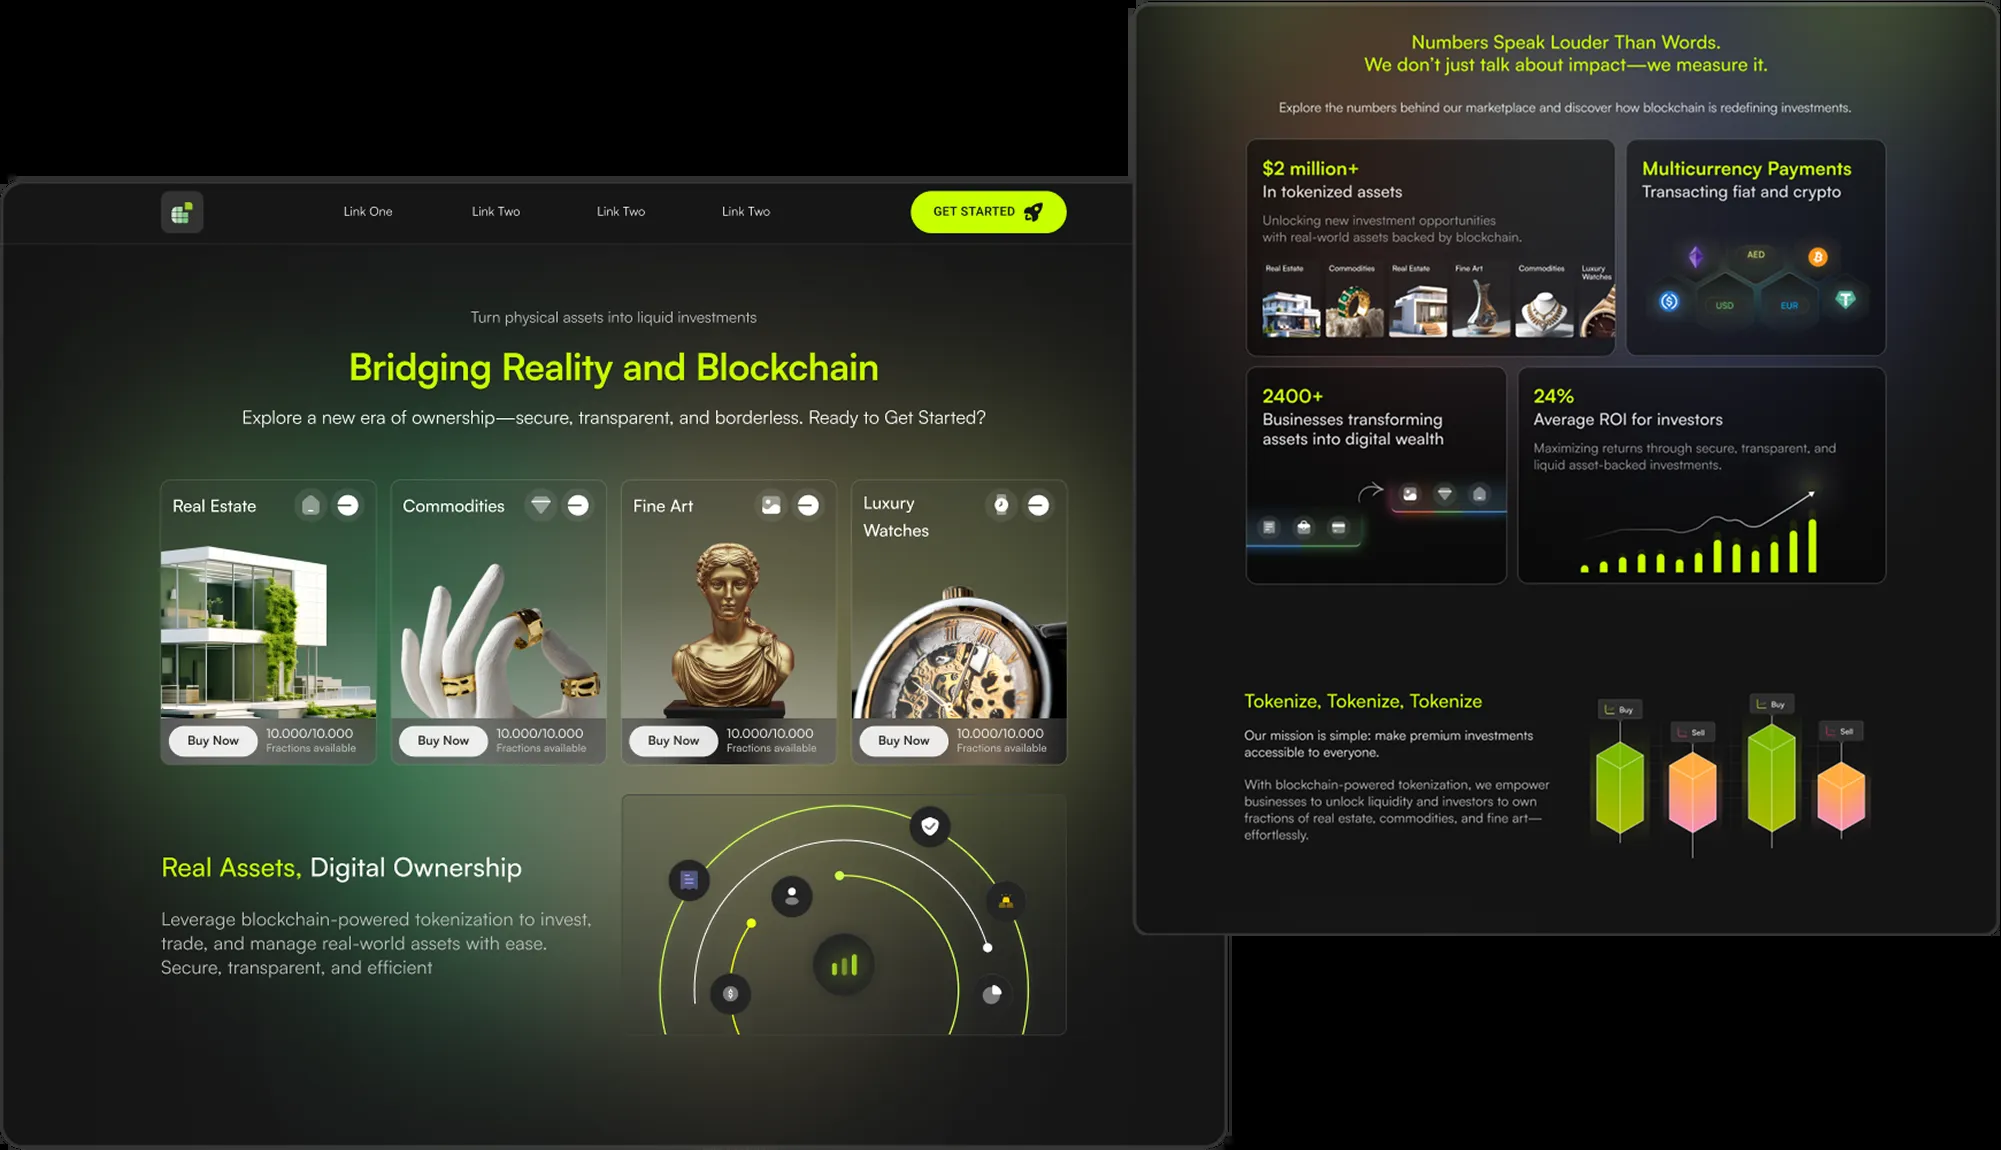 Link One
Link Two
Link Two
Link Two
GET STARTED
Turn physical assets into liquid investments
Bridging Reality and Blockchain
Explore a new era of ownership—secure, transparent, and borderless. Ready to Get Started?
Real Estate
Commodities
Fine Art
Luxury
Watches
Buy Now
10.000/10.000
Fractions available
Buy Now
10.000/10.000
Fractions available
Buy Now
10.000/10.000
Fractions available
Buy Now
10.000/10.000
Fractions available
Real Assets, Digital Ownership
Leverage blockchain-powered tokenization to invest,
trade, and manage real-world assets with ease.
Secure, transparent, and efficient
Numbers Speak Louder Than Words.
We don't just talk about impact—we measure it.
Explore the numbers behind our marketplace and discover how blockchain is redefining investments.
$2 million+
In tokenized assets
Unlocking new investment opportunities
with real-world assets backed by blockchain.
Real Estate
Commodities
Real Estate
Fine Art
Commodities
Luxury
Watches
Multicurrency Payments
Transacting fiat and crypto
AED
USD
EUR
2400+
Businesses transforming
assets into digital wealth
24%
Average ROI for investors
Maximizing returns through secure, transparent, and
liquid asset-backed investments.
Tokenize, Tokenize, Tokenize
Our mission is simple: make premium investments
accessible to everyone.
With blockchain-powered tokenization, we empower
businesses to unlock liquidity and investors to own
fractions of real estate, commodities, and fine art—
effortlessly.
Buy
Sell
Buy
Sell